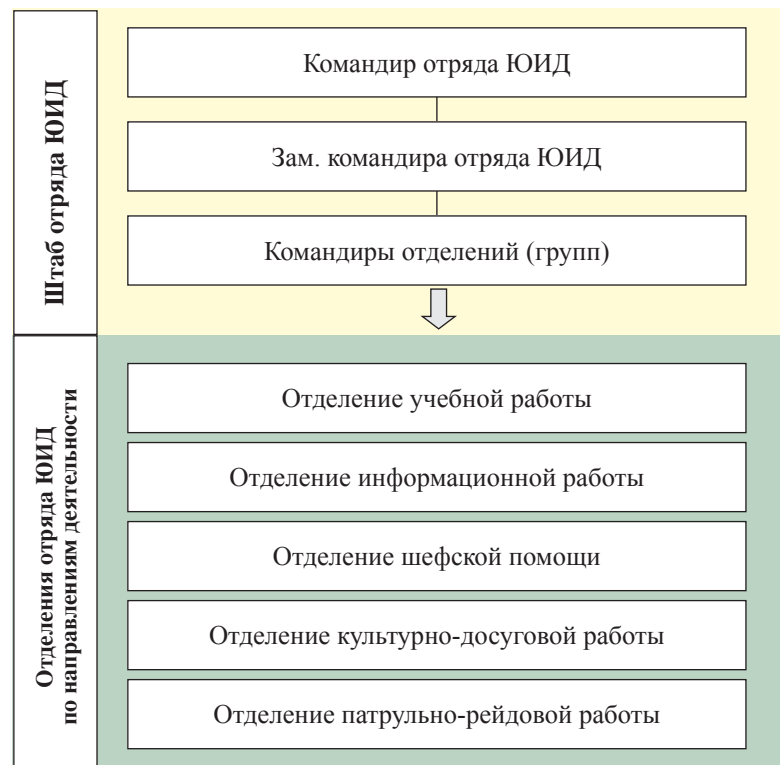 Штаб отряда ЮИД
Командир отряда ЮИД
Зам. командира отряда ЮИД
Командиры отделений (групп)
Отделения отряда ЮИД
по направлениям деятельности
Отделение учебной работы
Отделение информационной работы
Отделение шефской помощи
Отделение культурно-досуговой работы
Отделение патрульно-рейдовой работы